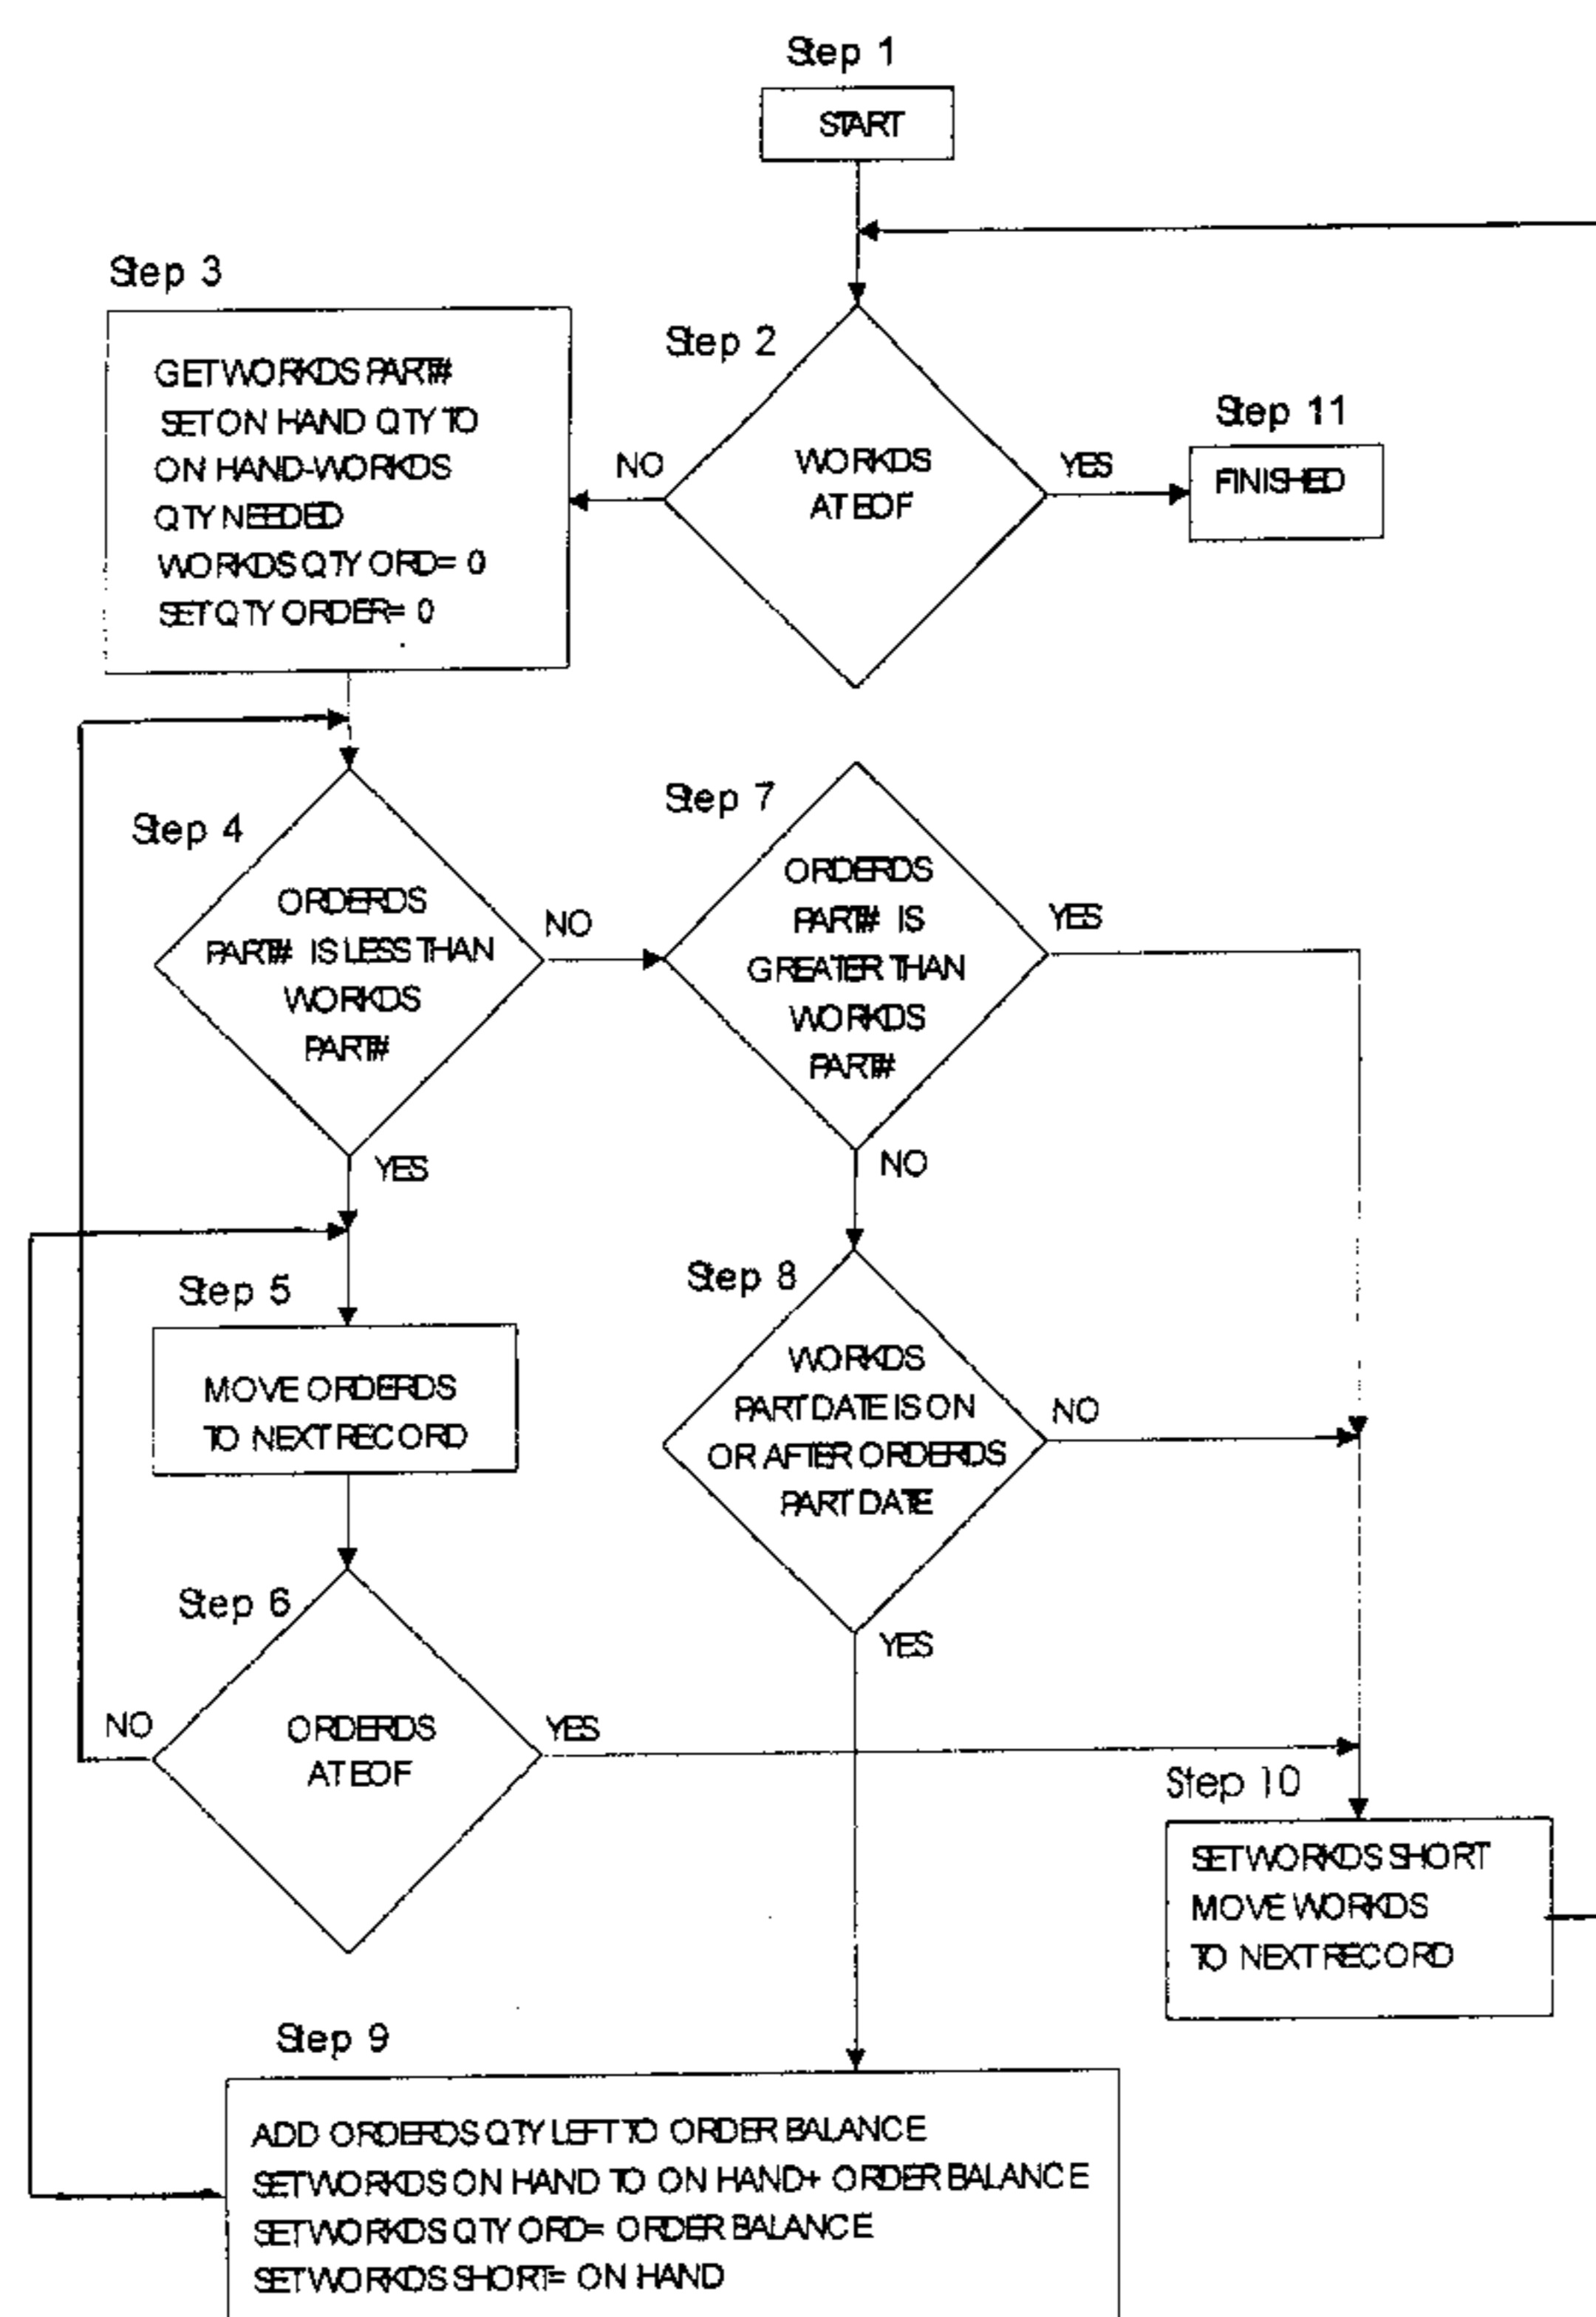 Step 1
START
Step 2
WORKDS
AT EOF
NO
YES
Step 11
FINISHED
Step 3
GET WORKDS PART#
SET ON HAND QTY TO
ON HAND-WORKDS
QTY NEEDED
WORKDS QTY ORD= 0
SET QTY ORDER= 0
Step 4
ORDERDS
PART# IS LESS THAN
WORKDS
PART#
NO
YES
Step 7
ORDERDS
PART# IS
GREATER THAN
WORKDS
PART#
YES
NO
Step 5
MOVE ORDERDS
TO NEXT RECORD
Step 8
WORKDS
PART DATE IS ON
OR AFTER ORDERDS
PART DATE
NO
YES
Step 6
ORDERDS
AT EOF
NO
YES
Step 10
SET WORKDS SHORT
MOVE WORKDS
TO NEXT RECORD
Step 9
ADD ORDERDS QTY LEFT TO ORDER BALANCE
SET WORKDS ON HAND TO ON HAND+ ORDER BALANCE
SET WORKDS QTY ORD= ORDER BALANCE
SET WORKDS SHORT= ON HAND